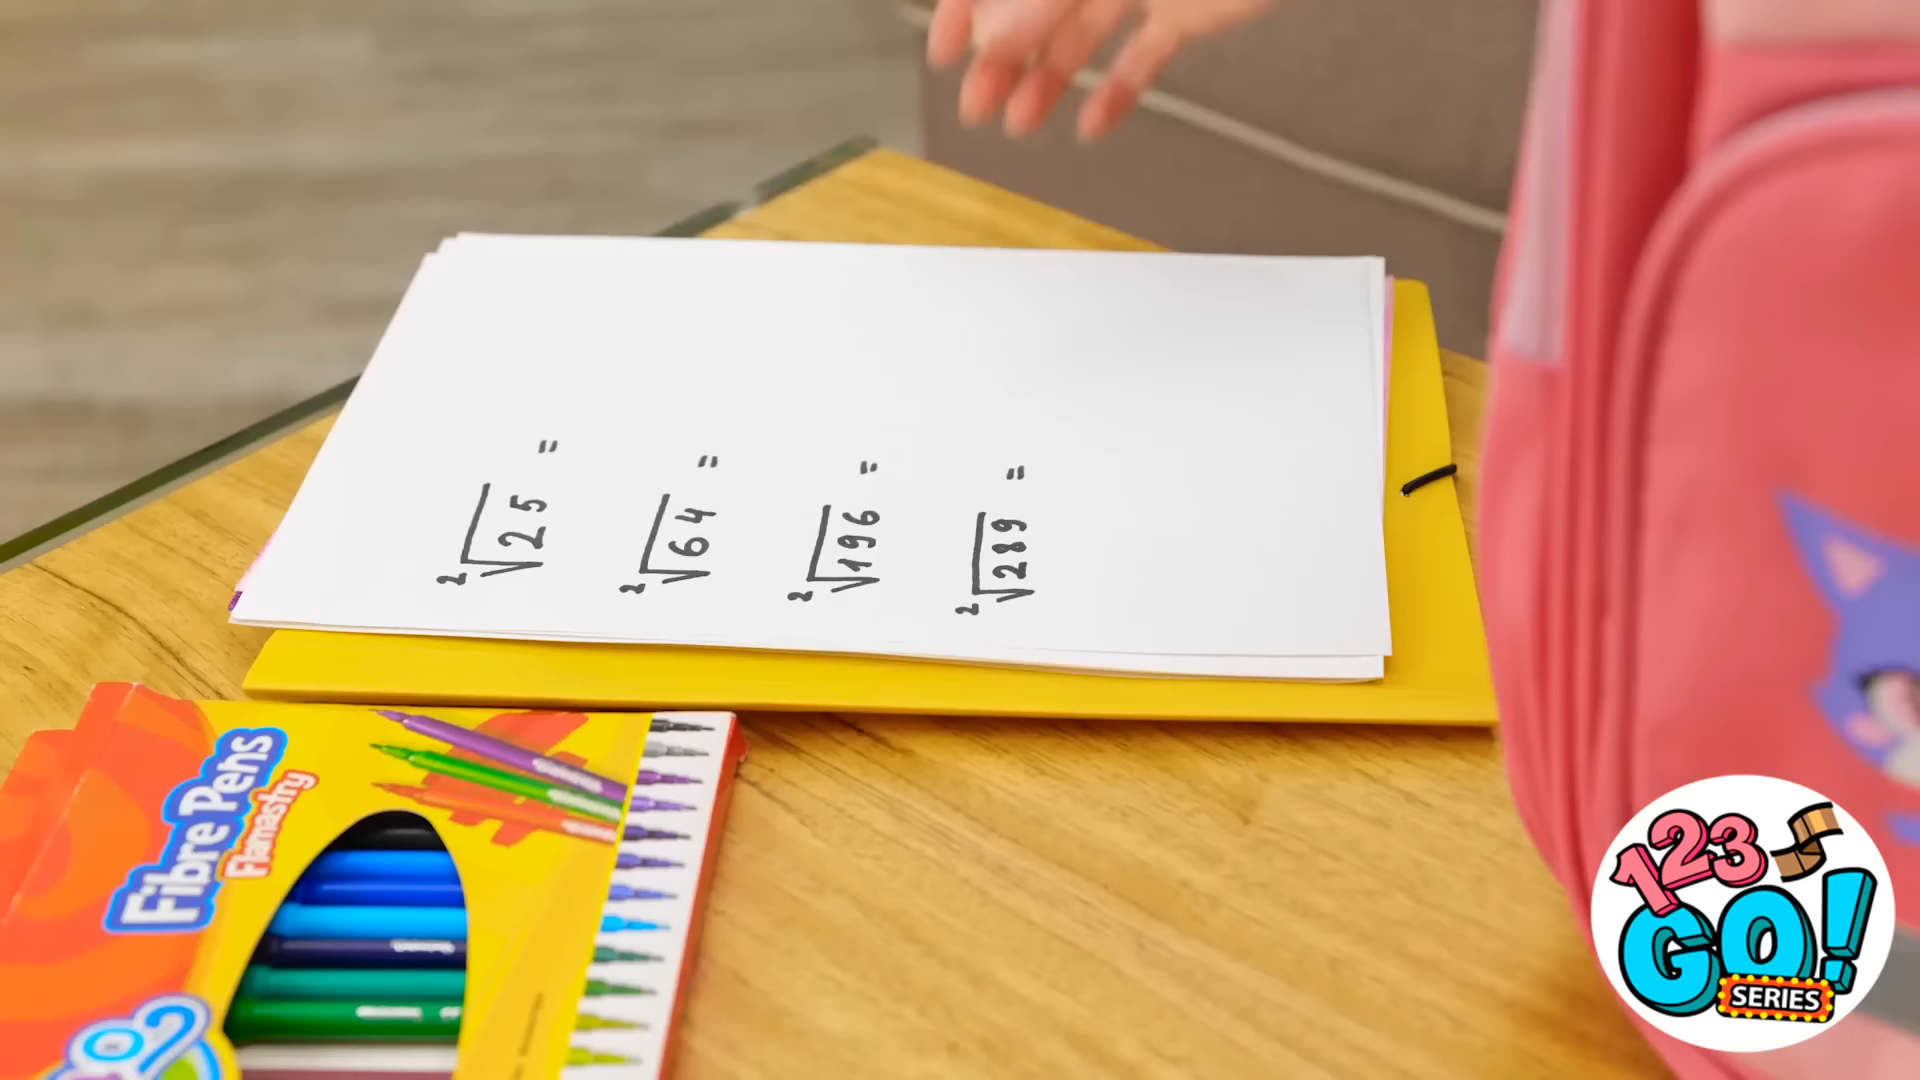 ²√25 =
²√64 =
²√196 =
²√289 =
Fibre Pens
Flamastry
123
GO!
SERIES